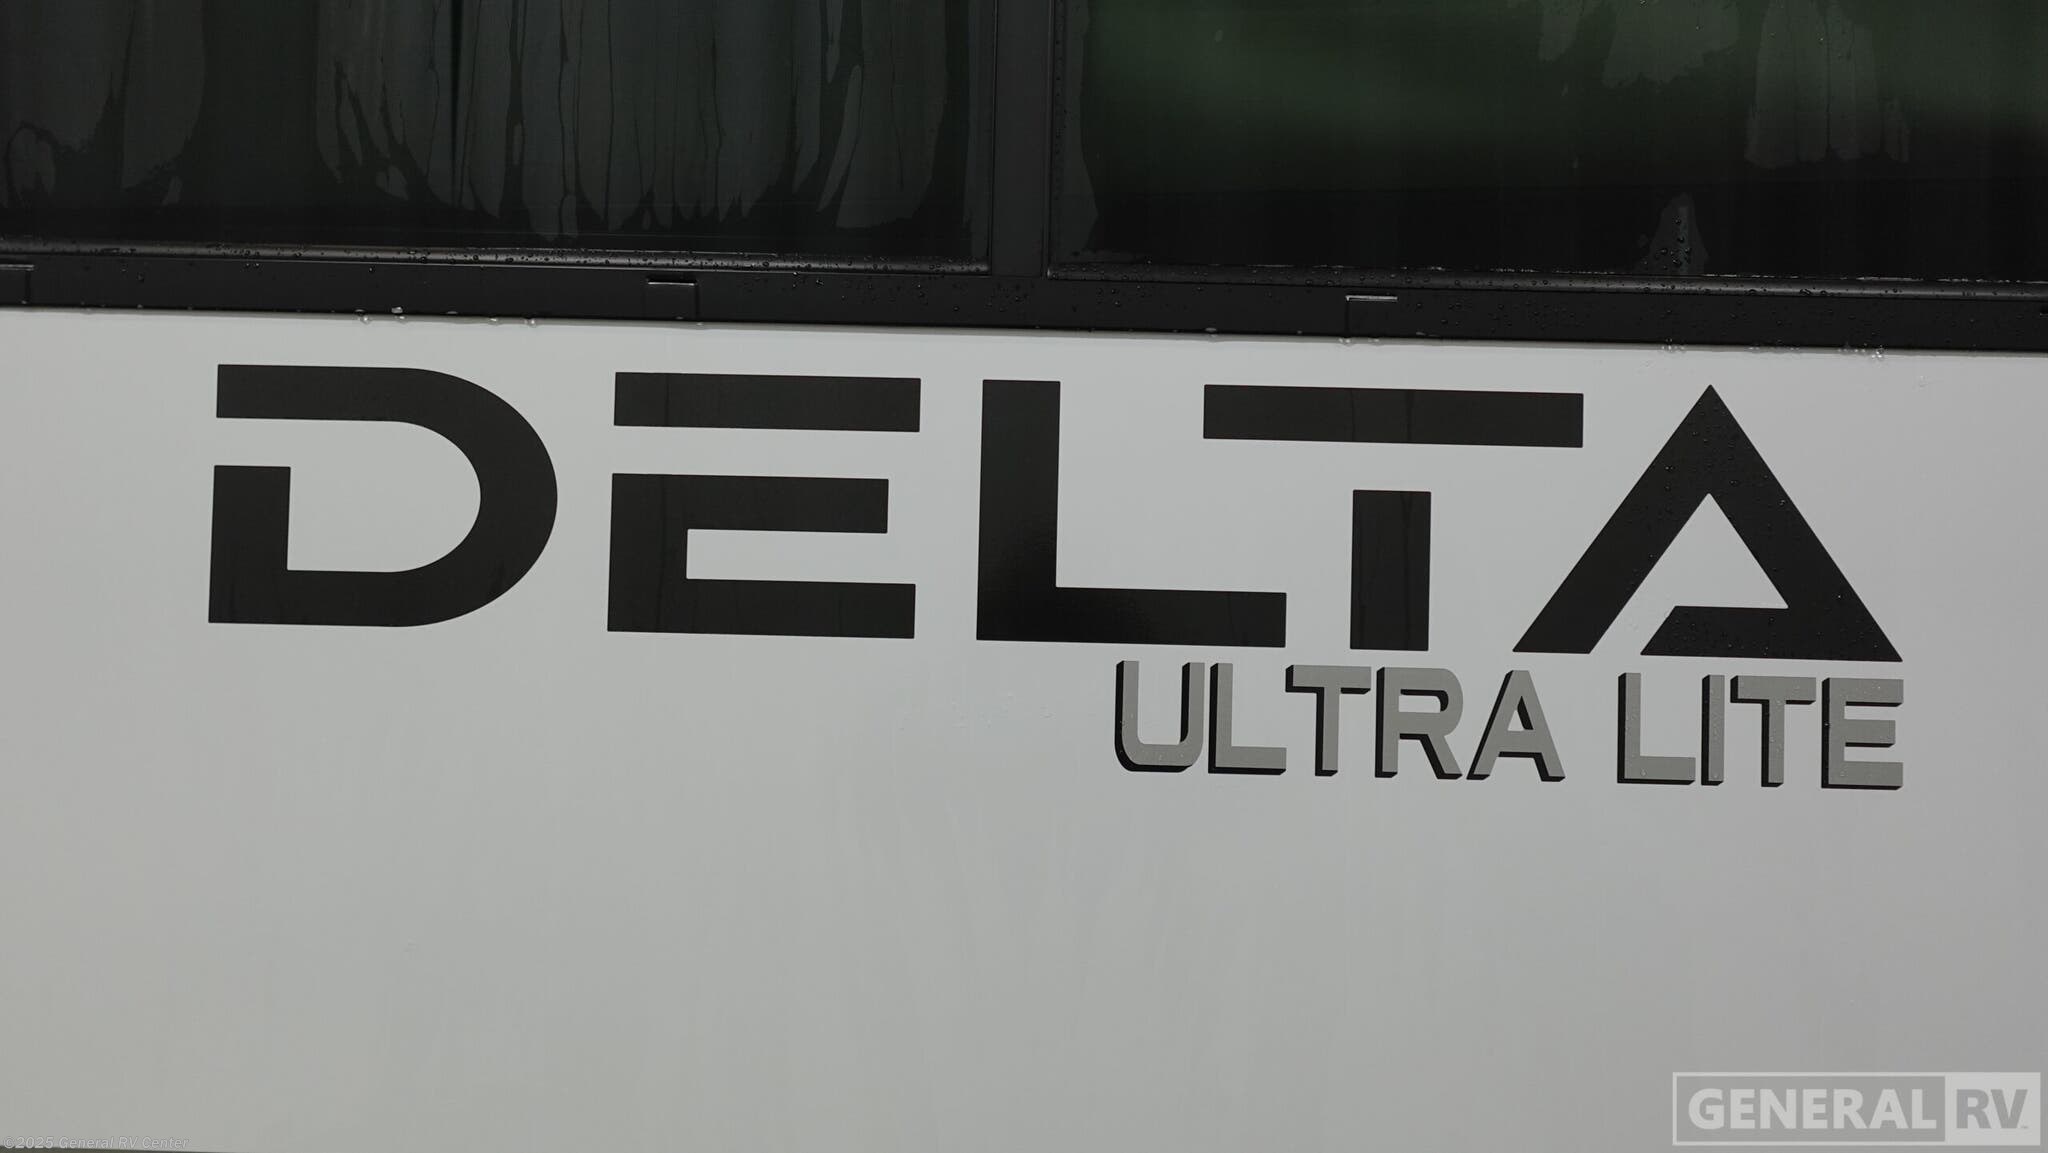 DELTA
ULTRA LITE
GENERAL RV
©2025 General RV Center